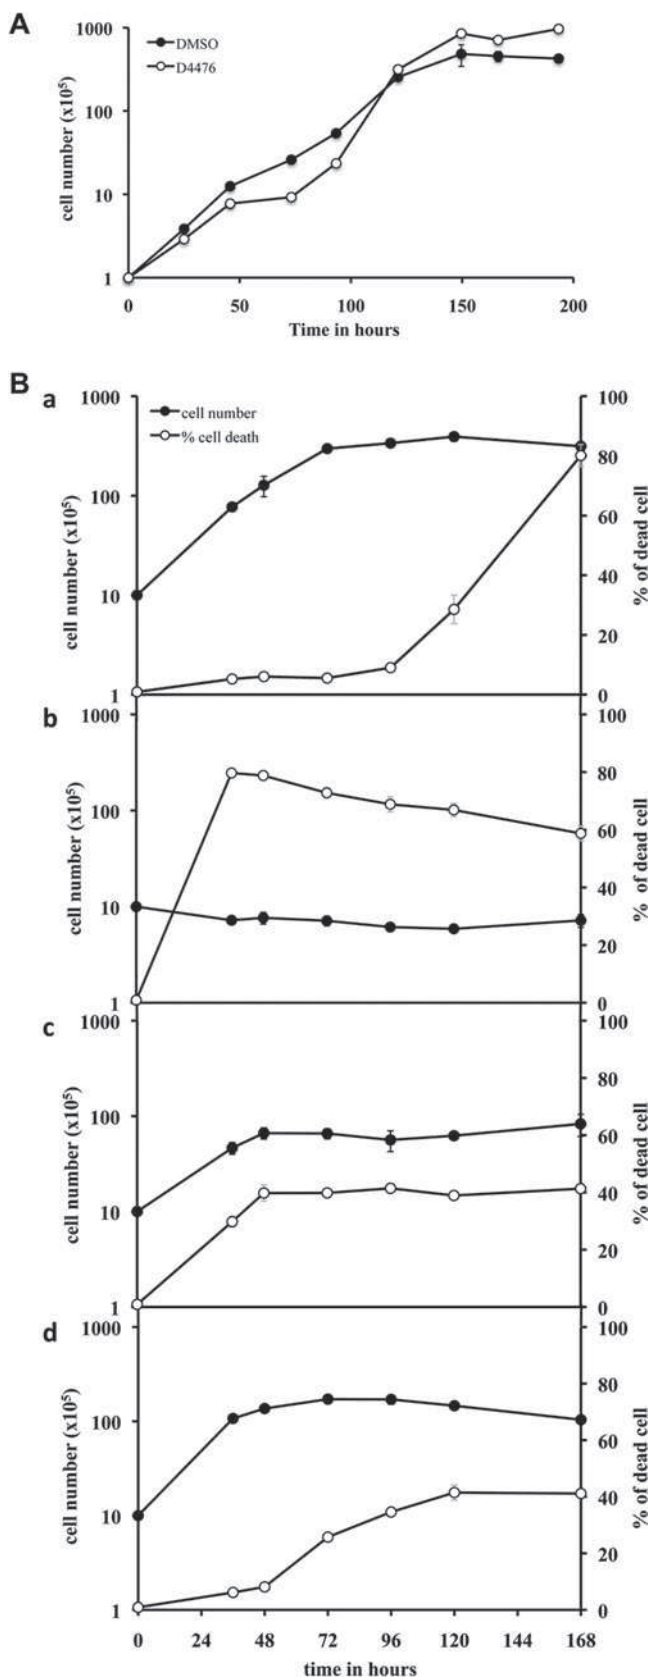 A
1000
100
10
1
cell number (x10⁵)
DMSO
D4476
0 50 100 150 200
Time in hours
B
a
1000
100
10
1
cell number (x10⁵)
cell number
% cell death
100
80
60
40
20
0
% of dead cell
b
1000
100
10
1
cell number (x10⁵)
100
80
60
40
20
0
% of dead cell
c
1000
100
10
1
cell number (x10⁵)
100
80
60
40
20
0
% of dead cell
d
1000
100
10
1
cell number (x10⁵)
100
80
60
40
20
0
% of dead cell
0 24 48 72 96 120 144 168
time in hours